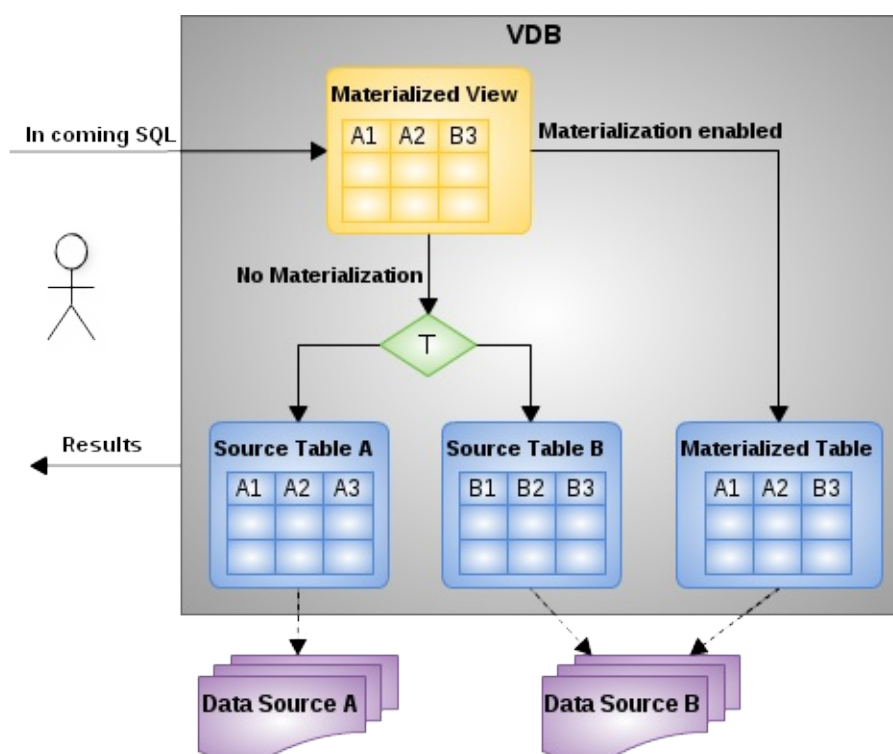 VDB
Materialized View
In coming SQL
A1 A2 B3
Materialization enabled
No Materialization
T
Results
Source Table A
Source Table B
Materialized Table
A1 A2 A3
B1 B2 B3
A1 A2 B3
Data Source A
Data Source B